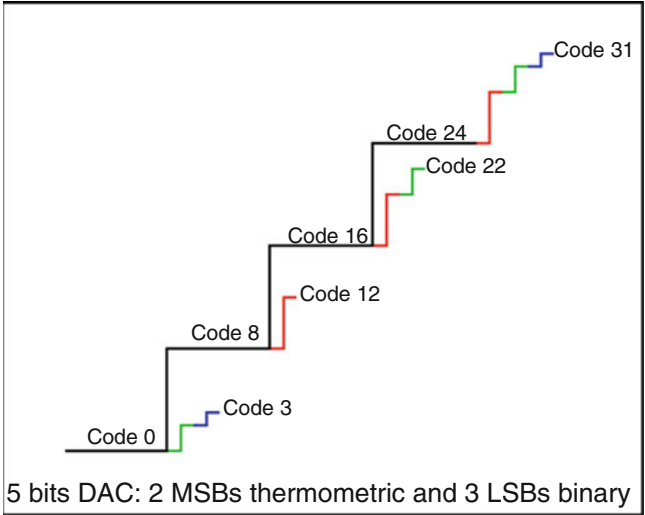 Code 31
Code 24
Code 22
Code 16
Code 12
Code 8
Code 3
Code 0
5 bits DAC: 2 MSBs thermometric and 3 LSBs binary